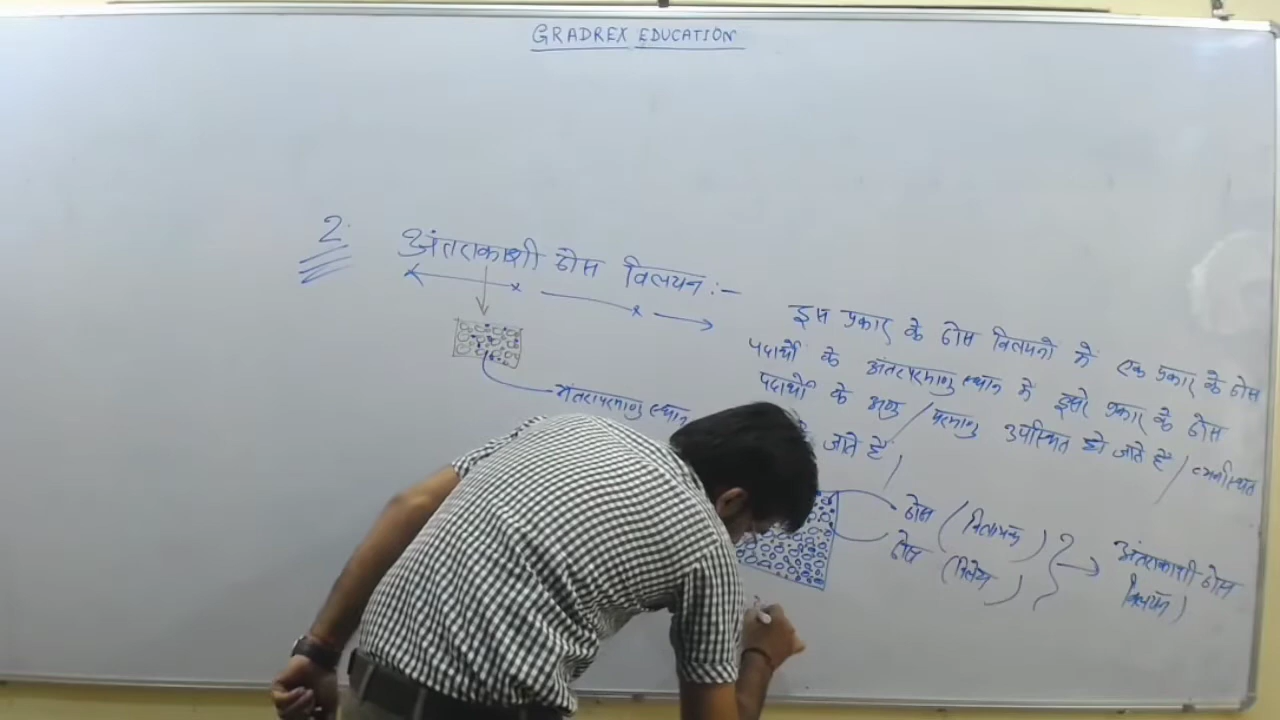 GRADREX EDUCATION
2. अंतराकाशी ठोस विलयन :-
इस प्रकार के ठोस विलयनों में एक प्रकार के ठोस
पदार्थों के अंतरापरमाणु स्थान में दूसरे प्रकार के ठोस
पदार्थों के अणु / परमाणु उपस्थित हो जाते हैं / व्यवस्थित
जाते हैं /
अंतरापरमाणु स्थान
ठोस (विलायक)
ठोस (विलेय)
अंतराकाशी ठोस
विलयन